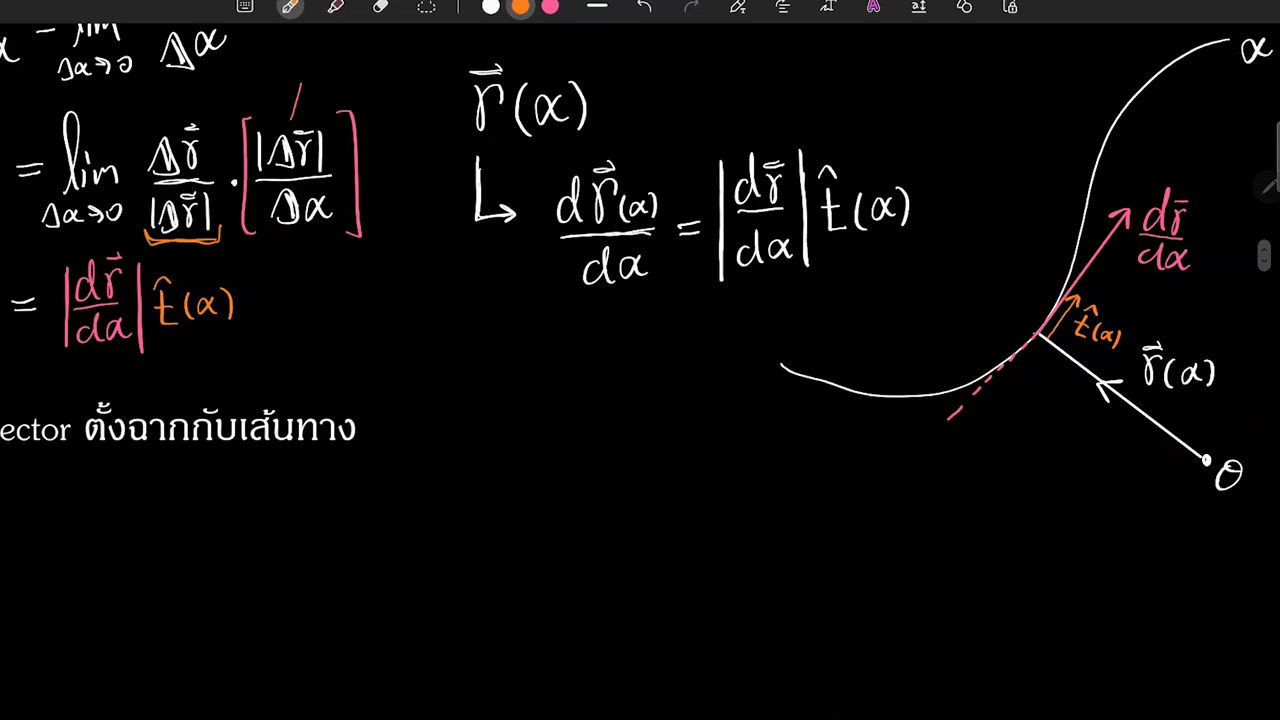 α = lim Δα→0 Δα
= lim Δα→0 Δr⃗/|Δr⃗| · [|Δr⃗|/Δα]
= |dr⃗/dα| t̂(α)
ector ตั้งฉากกับเส้นทาง
r⃗(α)
↳ dr⃗(α)/dα = |dr⃗/dα| t̂(α)
α
dr⃗/dα
t̂(α)
r⃗(α)
O